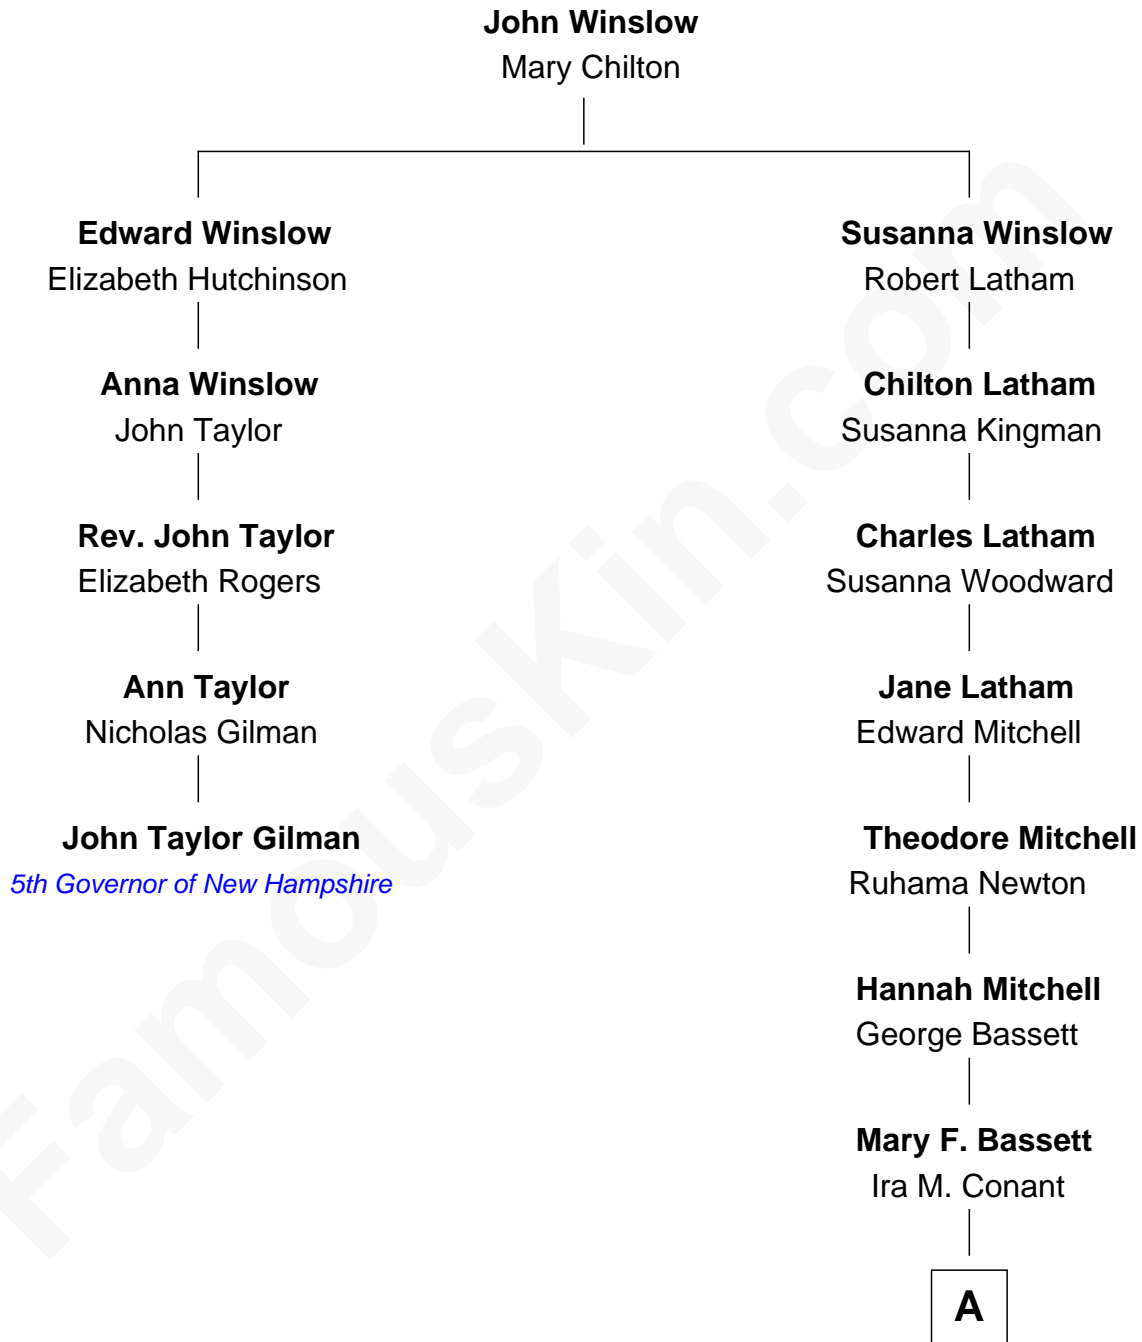 John Winslow
Mary Chilton
Edward Winslow
Elizabeth Hutchinson
Anna Winslow
John Taylor
Rev. John Taylor
Elizabeth Rogers
Ann Taylor
Nicholas Gilman
John Taylor Gilman
5th Governor of New Hampshire
Susanna Winslow
Robert Latham
Chilton Latham
Susanna Kingman
Charles Latham
Susanna Woodward
Jane Latham
Edward Mitchell
Theodore Mitchell
Ruhama Newton
Hannah Mitchell
George Bassett
Mary F. Bassett
Ira M. Conant
A
FamousKin.com